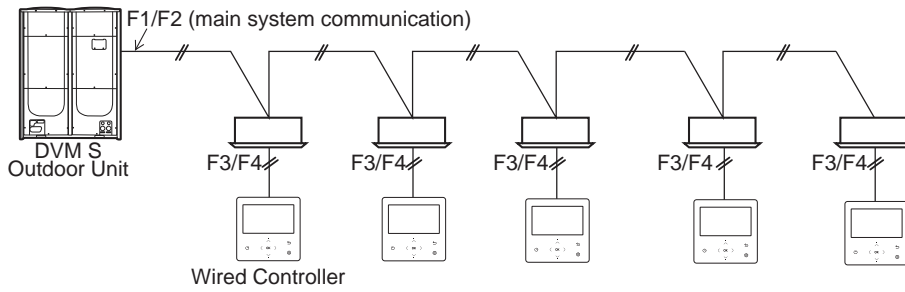 F1/F2 (main system communication)
DVM S
Outdoor Unit
F3/F4
F3/F4
F3/F4
F3/F4
F3/F4
Wired Controller